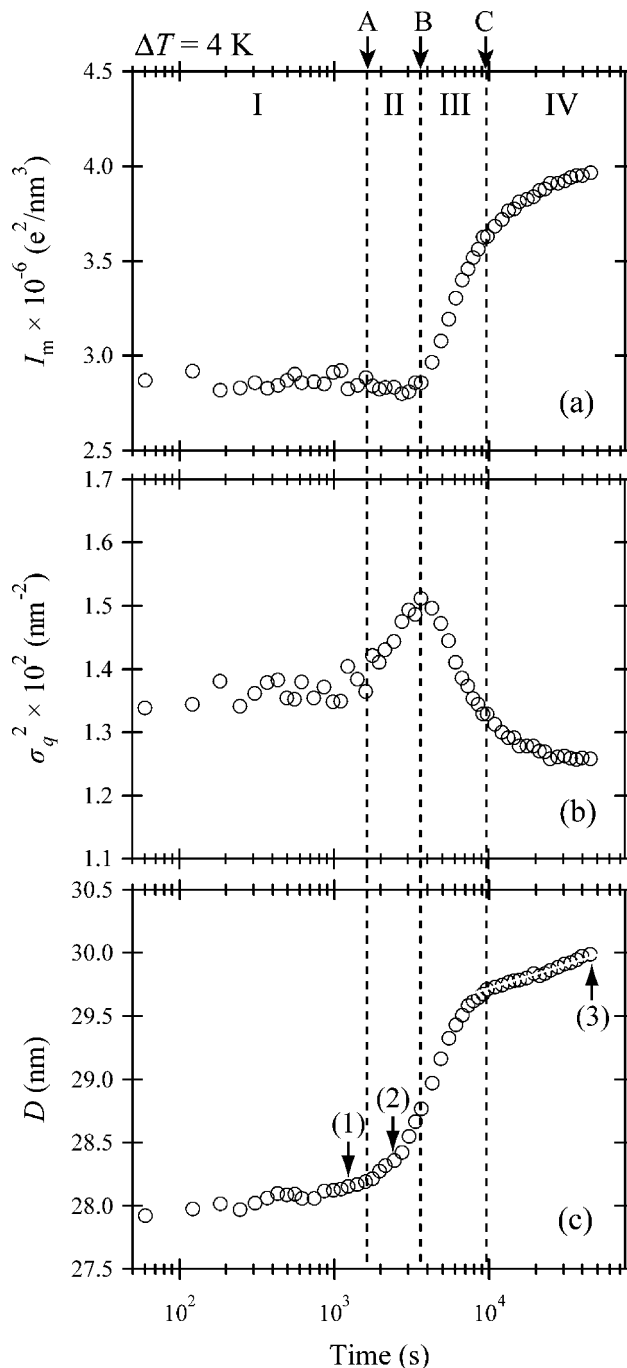 A B C
ΔT = 4 K
4.5
I II III IV
4.0
3.5
3.0
2.5
I_m × 10^-6 (e^2/nm^3)
(a)
1.7
1.6
1.5
1.4
1.3
1.2
1.1
σ_q^2 × 10^2 (nm^-2)
(b)
30.5
30.0
29.5
29.0
28.5
28.0
27.5
D (nm)
(1) (2) (3)
(c)
10^2 10^3 10^4
Time (s)